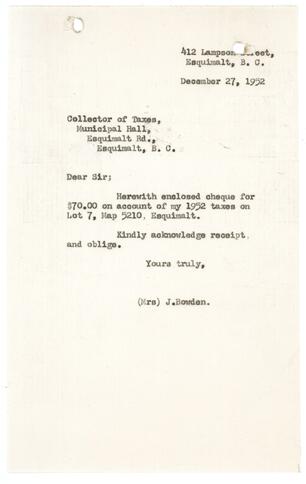 412 Lampson Street,
Esquimalt, B. C.
December 27, 1952
Collector of Taxes,
Municipal Hall,
Esquimalt Rd.,
Esquimalt, B. C.
Dear Sir;
Herewith enclosed cheque for
$70.00 on account of my 1952 taxes on
Lot 7, Map 5210, Esquimalt.
Kindly acknowledge receipt
and oblige.
Yours truly,
(Mrs) J.Bowden.